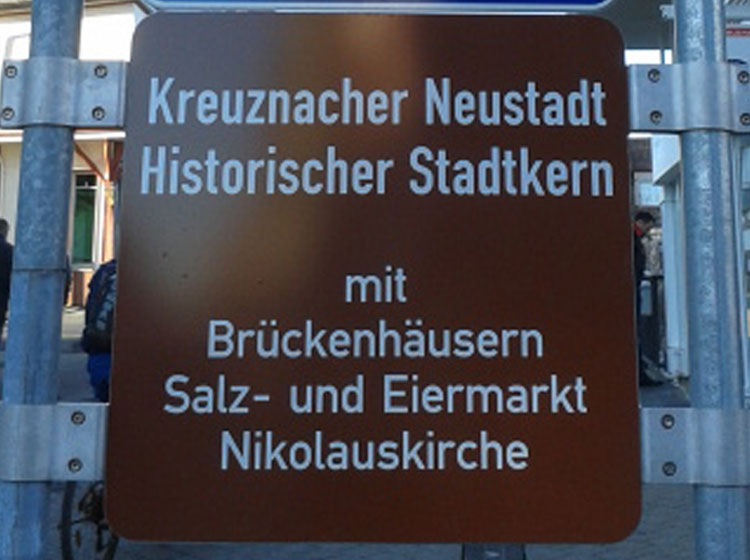 Kreuznacher Neustadt
Historischer Stadtkern
mit
Brückenhäusern
Salz- und Eiermarkt
Nikolauskirche